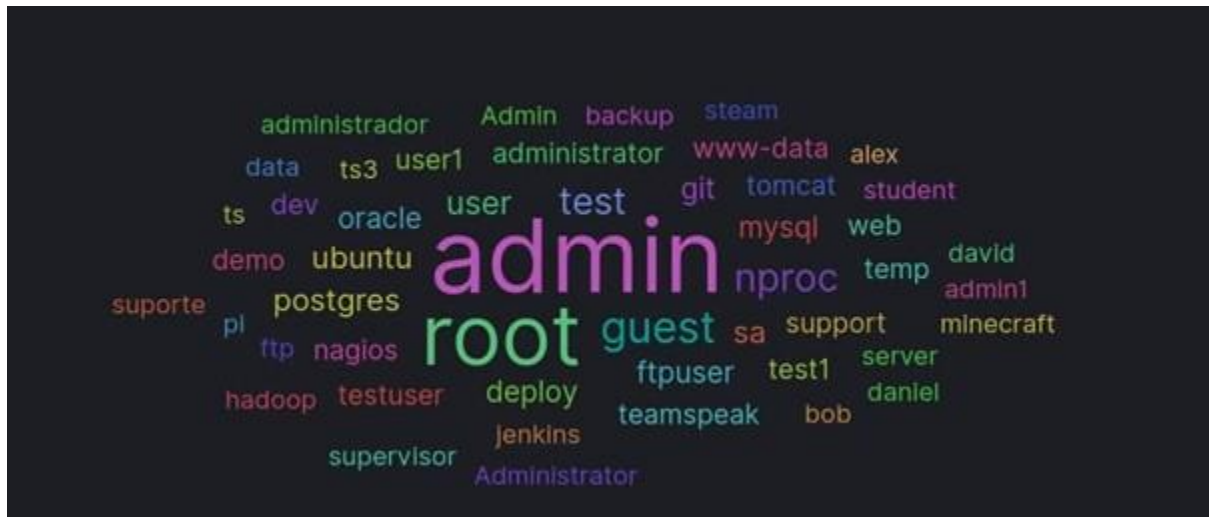 administrador Admin backup steam
data ts3 user1 administrator www-data alex
ts dev oracle user test git tomcat student
demo ubuntu admin mysql web david
suporte postgres nproc temp admin1
pi ftp nagios root guest sa support minecraft
hadoop testuser deploy ftpuser test1 server
teamspeak bob daniel
jenkins
supervisor Administrator